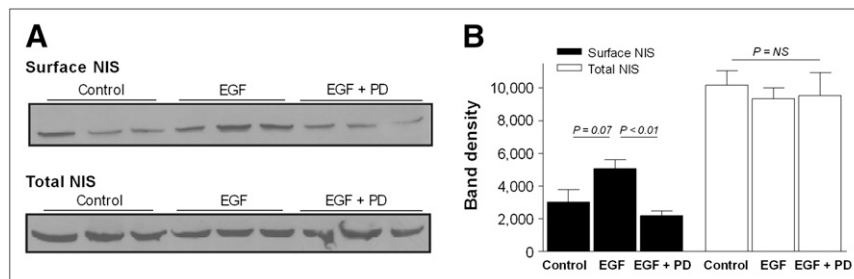 A
Surface NIS
Control EGF EGF + PD
Total NIS
Control EGF EGF + PD
B
Surface NIS
Total NIS
P = NS
P = 0.07 P < 0.01
Band density
10,000
8,000
6,000
4,000
2,000
0
Control EGF EGF + PD Control EGF EGF + PD